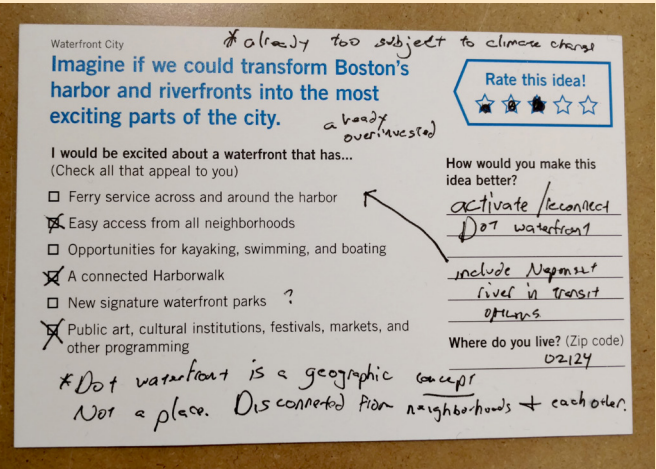 * already too subject to climate change
Waterfront City
Imagine if we could transform Boston's
harbor and riverfronts into the most
exciting parts of the city.
already
overinvested
Rate this idea!
I would be excited about a waterfront that has...
(Check all that appeal to you)
Ferry service across and around the harbor
Easy access from all neighborhoods
Opportunities for kayaking, swimming, and boating
A connected Harborwalk
New signature waterfront parks ?
Public art, cultural institutions, festivals, markets, and
other programming
How would you make this
idea better?
activate / reconnect
Dot waterfront
include Neponset
river in transit
options
Where do you live? (Zip code)
02124
* Dot waterfront is a geographic concept
Not a place. Disconnected from neighborhoods + each other.